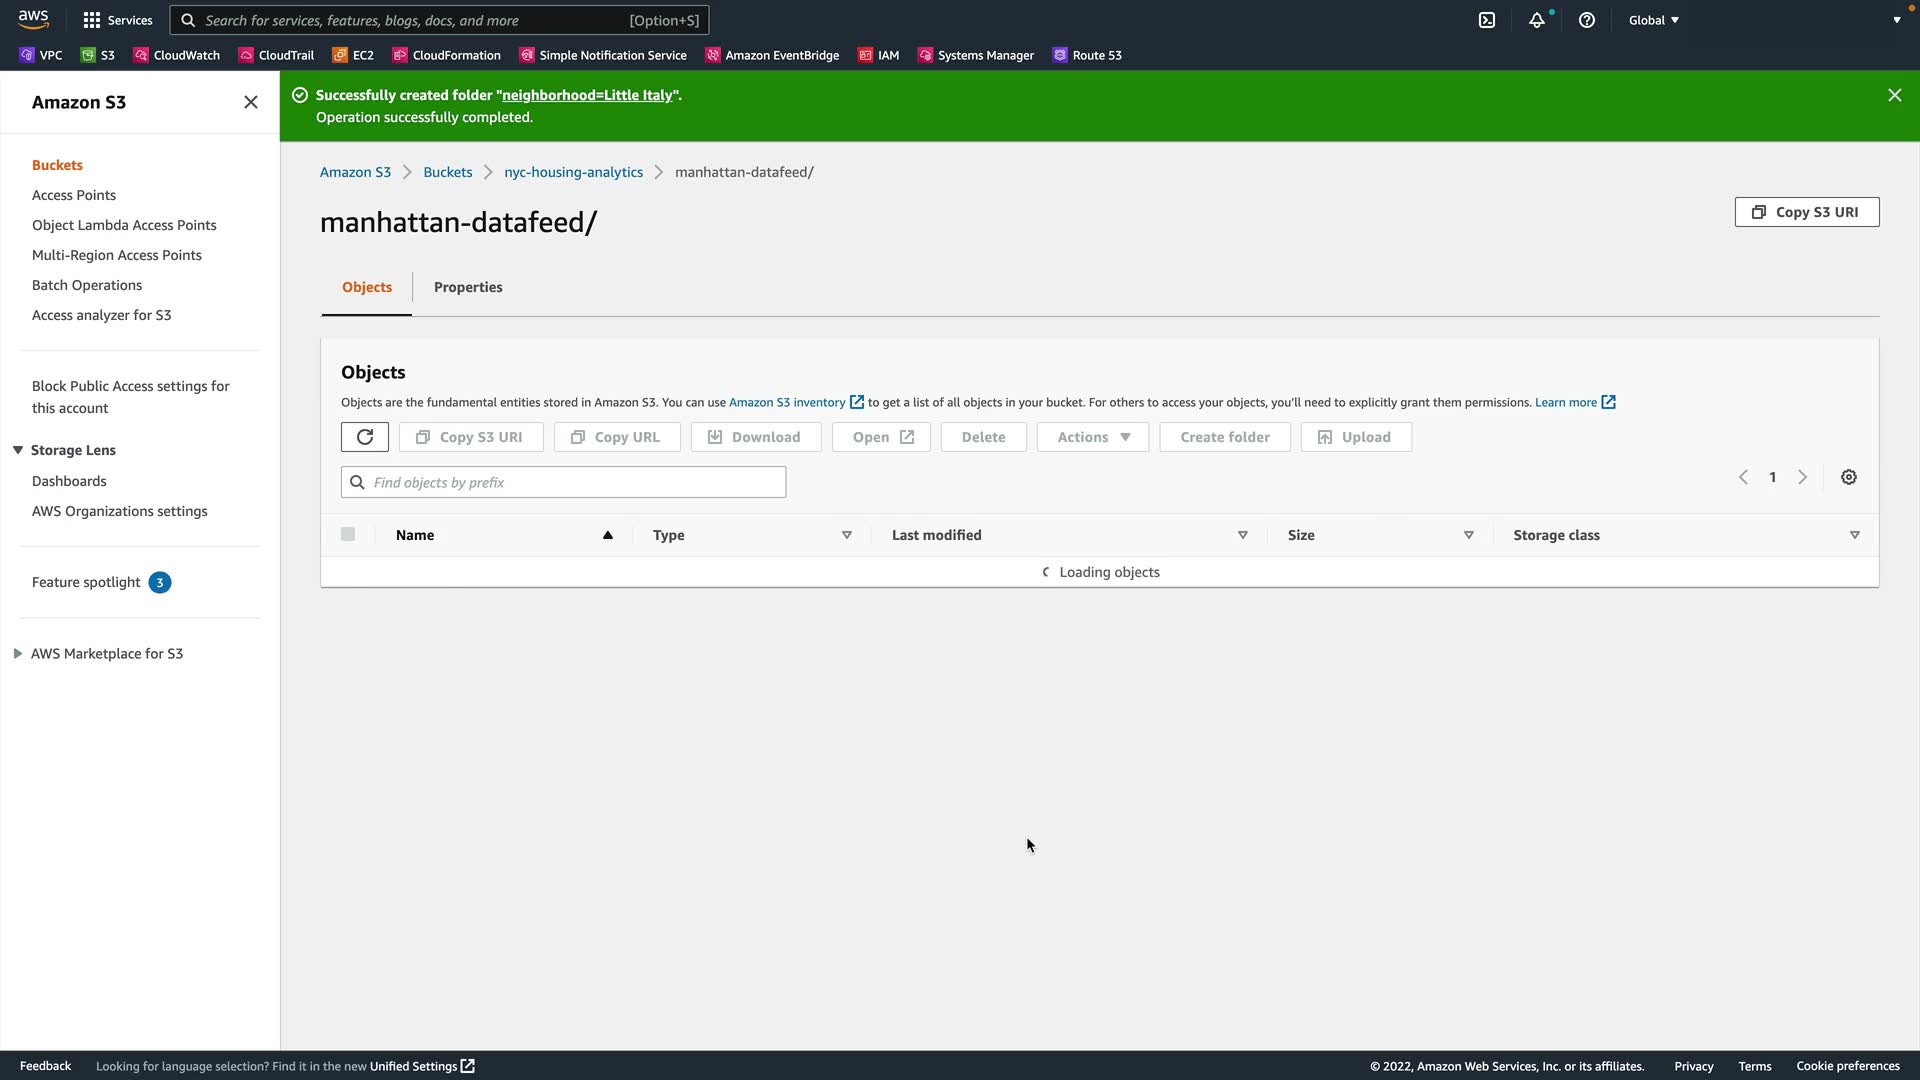 aws
Services
Search for services, features, blogs, docs, and more [Option+S]
Global
VPC S3 CloudWatch CloudTrail EC2 CloudFormation Simple Notification Service Amazon EventBridge IAM Systems Manager Route 53
Amazon S3
Buckets
Access Points
Object Lambda Access Points
Multi-Region Access Points
Batch Operations
Access analyzer for S3
Block Public Access settings for
this account
Storage Lens
Dashboards
AWS Organizations settings
Feature spotlight 3
AWS Marketplace for S3
Successfully created folder "neighborhood=Little Italy".
Operation successfully completed.
Amazon S3 Buckets nyc-housing-analytics manhattan-datafeed/
manhattan-datafeed/
Copy S3 URI
Objects Properties
Objects
Objects are the fundamental entities stored in Amazon S3. You can use Amazon S3 inventory to get a list of all objects in your bucket. For others to access your objects, you'll need to explicitly grant them permissions. Learn more
Copy S3 URI Copy URL Download Open Delete Actions Create folder Upload
Find objects by prefix
1
Name Type Last modified Size Storage class
Loading objects
Feedback Looking for language selection? Find it in the new Unified Settings © 2022, Amazon Web Services, Inc. or its affiliates. Privacy Terms Cookie preferences